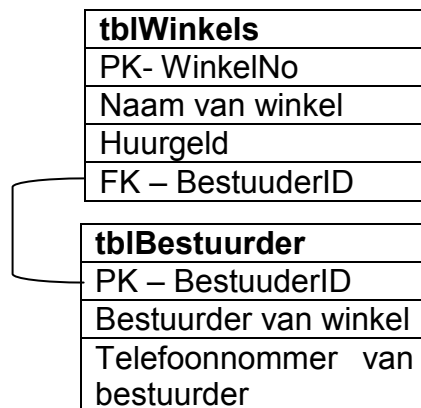 tblWinkels
PK- WinkelNo
Naam van winkel
Huurgeld
FK – BestuuderID
tblBestuurder
PK – BestuuderID
Bestuurder van winkel
Telefoonnommer van
bestuurder